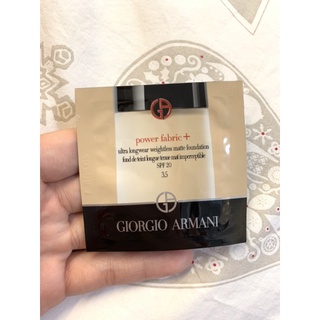 power fabric+
ultra longwear weightless matte foundation
fond de teint longue tenue mat imperceptible
SPF 20
3.5
GIORGIO ARMANI